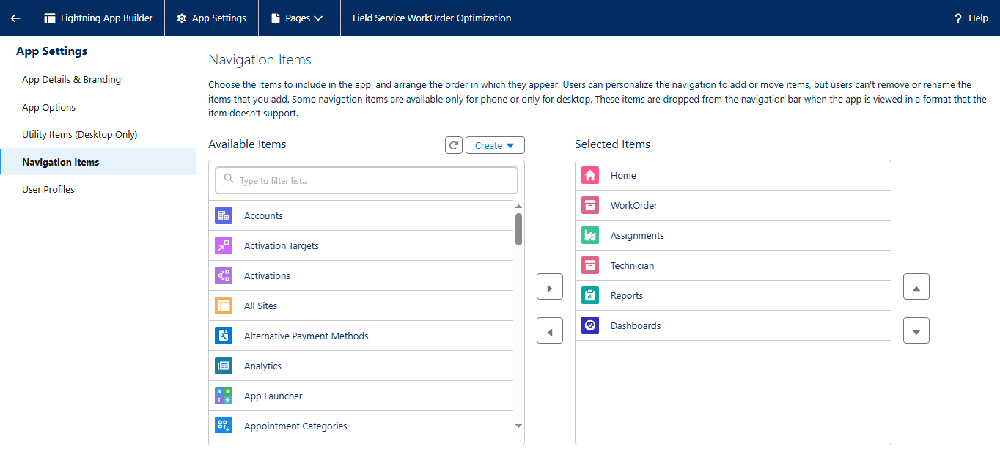 Lightning App Builder
App Settings
Pages
Field Service WorkOrder Optimization
? Help
App Settings
App Details & Branding
App Options
Utility Items (Desktop Only)
Navigation Items
User Profiles
Navigation Items
Choose the items to include in the app, and arrange the order in which they appear. Users can personalize the navigation to add or move items, but users can't remove or rename the
items that you add. Some navigation items are available only for phone or only for desktop. These items are dropped from the navigation bar when the app is viewed in a format that the
item doesn't support.
Available Items
Create
Type to filter list...
Accounts
Activation Targets
Activations
All Sites
Alternative Payment Methods
Analytics
App Launcher
Appointment Categories
Selected Items
Home
WorkOrder
Assignments
Technician
Reports
Dashboards